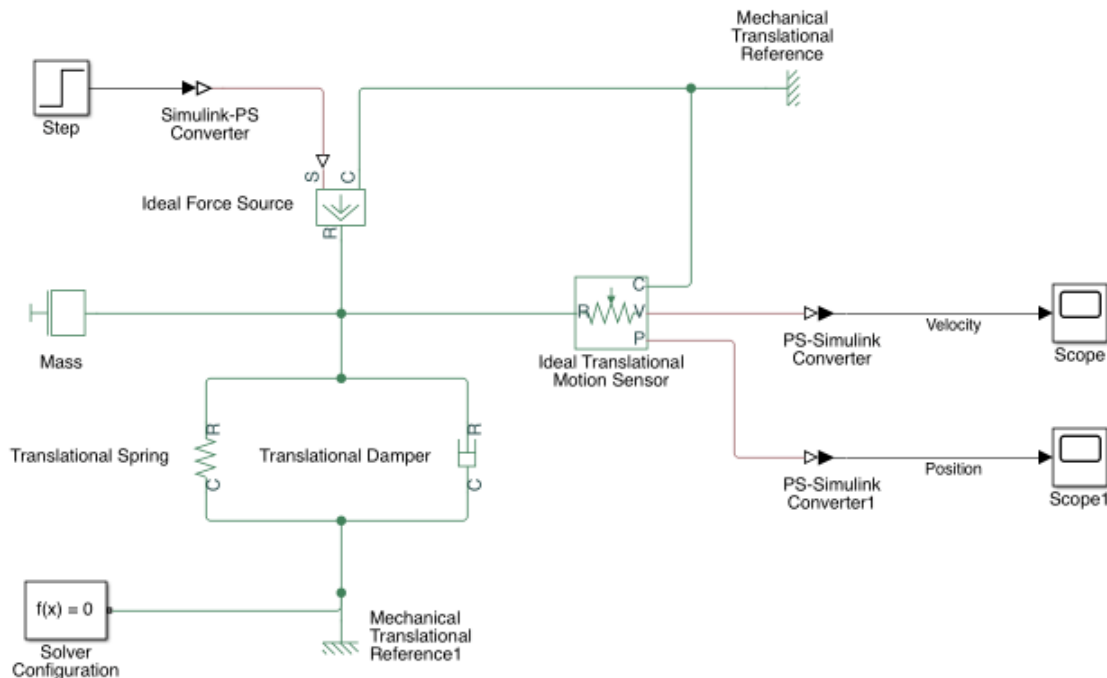 Mechanical
Translational
Reference
Step
Simulink-PS
Converter
S
C
Ideal Force Source
R
Mass
R
C
V
P
Ideal Translational
Motion Sensor
PS-Simulink
Converter
Velocity
Scope
Translational Spring
R
C
Translational Damper
R
C
PS-Simulink
Converter1
Position
Scope1
f(x) = 0
Solver
Configuration
Mechanical
Translational
Reference1